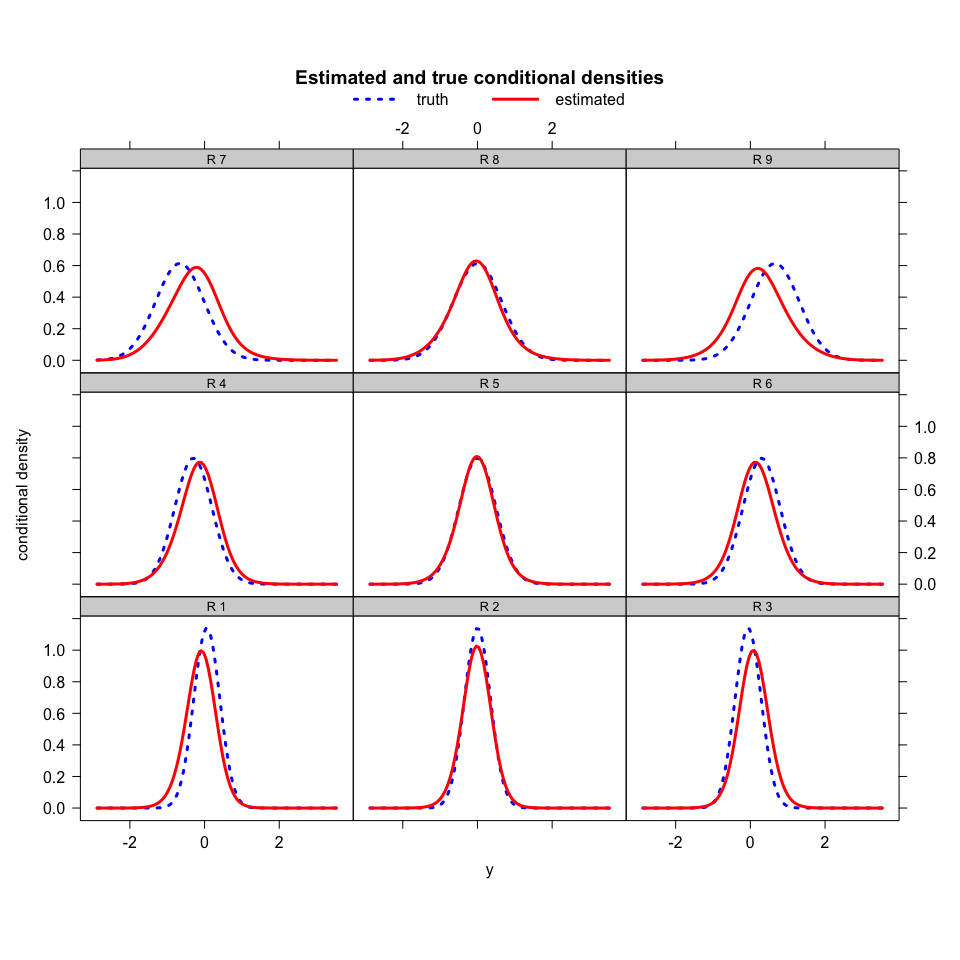 Estimated and true conditional densities
truth estimated
-2 0 2
R 7 R 8 R 9
1.0
0.8
0.6
0.4
0.2
0.0
R 4 R 5 R 6
conditional density
1.0
0.8
0.6
0.4
0.2
0.0
R 1 R 2 R 3
1.0
0.8
0.6
0.4
0.2
0.0
-2 0 2 -2 0 2
y